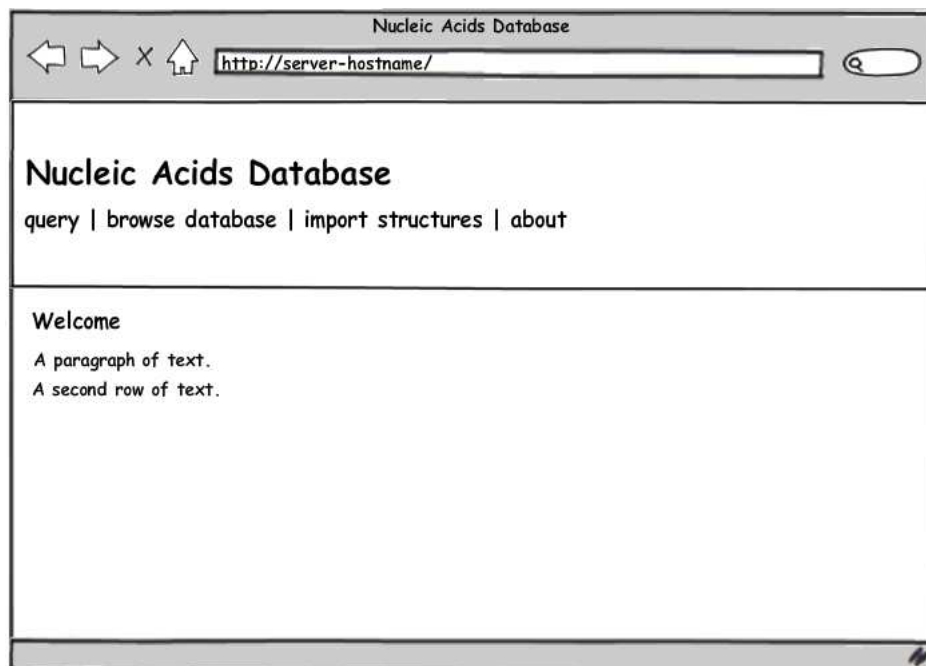 Nucleic Acids Database
http://server-hostname/
Nucleic Acids Database
query | browse database | import structures | about
Welcome
A paragraph of text.
A second row of text.